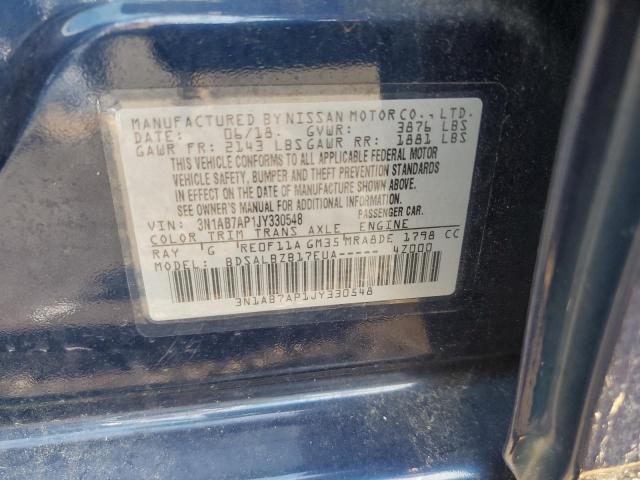 MANUFACTURED BY NISSAN MOTOR CO., LTD.
DATE: 06/18 GVWR: 3876 LBS
GAWR FR: 2143 LBS GAWR RR: 1881 LBS
THIS VEHICLE CONFORMS TO ALL APPLICABLE FEDERAL MOTOR
VEHICLE SAFETY, BUMPER, AND THEFT PREVENTION STANDARDS
IN EFFECT ON THE DATE OF MANUFACTURE SHOWN ABOVE.
SEE OWNER'S MANUAL FOR ADDITIONAL INFORMATION.
VIN: 3N1AB7AP1JY330548 PASSENGER CAR.
COLOR TRIM TRANS AXLE ENGINE
RAY G RE0F11A GM35 MRA8DE 1798 CC
MODEL: BDSALBZB17EUA----- 4Z000
3N1AB7AP1JY330548